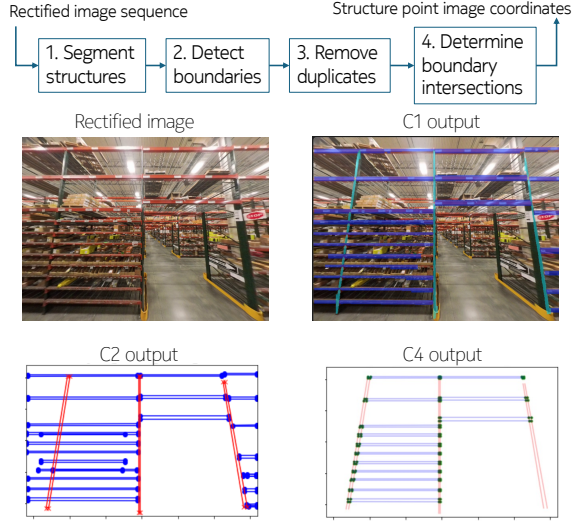 Rectified image sequence
Structure point image coordinates
1. Segment
structures
2. Detect
boundaries
3. Remove
duplicates
4. Determine
boundary
intersections
Rectified image
C1 output
C2 output
C4 output